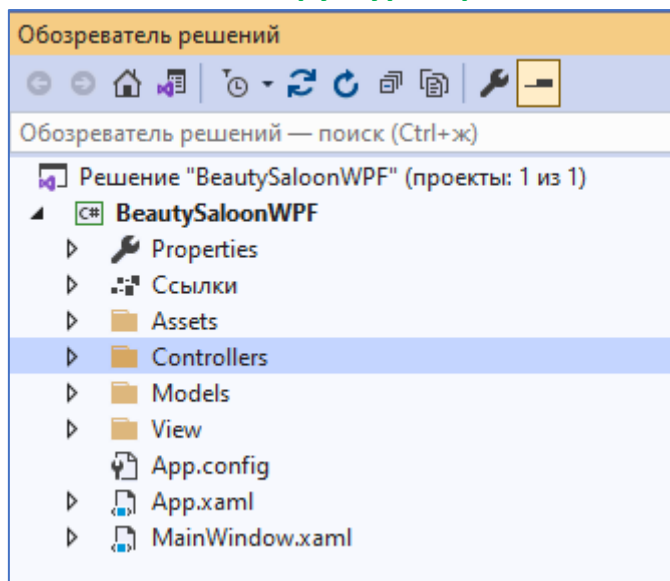 Обозреватель решений
Обозреватель решений — поиск (Ctrl+ж)
Решение "BeautySaloonWPF" (проекты: 1 из 1)
C# BeautySaloonWPF
Properties
Ссылки
Assets
Controllers
Models
View
App.config
App.xaml
MainWindow.xaml